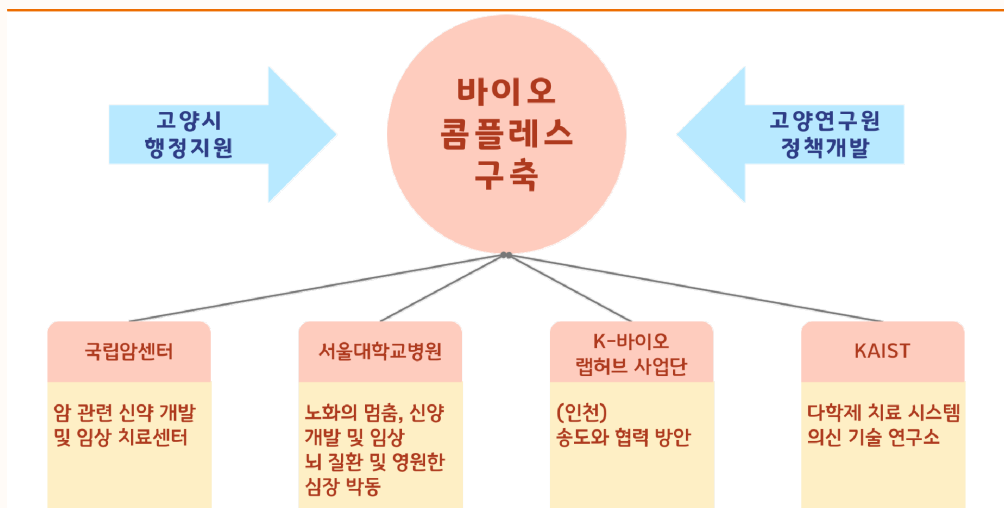 바이오
콤플레스
구축
고양시
행정지원
고양연구원
정책개발
국립암센터
암 관련 신약 개발
및 임상 치료센터
서울대학교병원
노화의 멈춤, 신양
개발 및 임상
뇌 질환 및 영원한
심장 박동
K-바이오
랩허브 사업단
(인천)
송도와 협력 방안
KAIST
다학제 치료 시스템
의신 기술 연구소